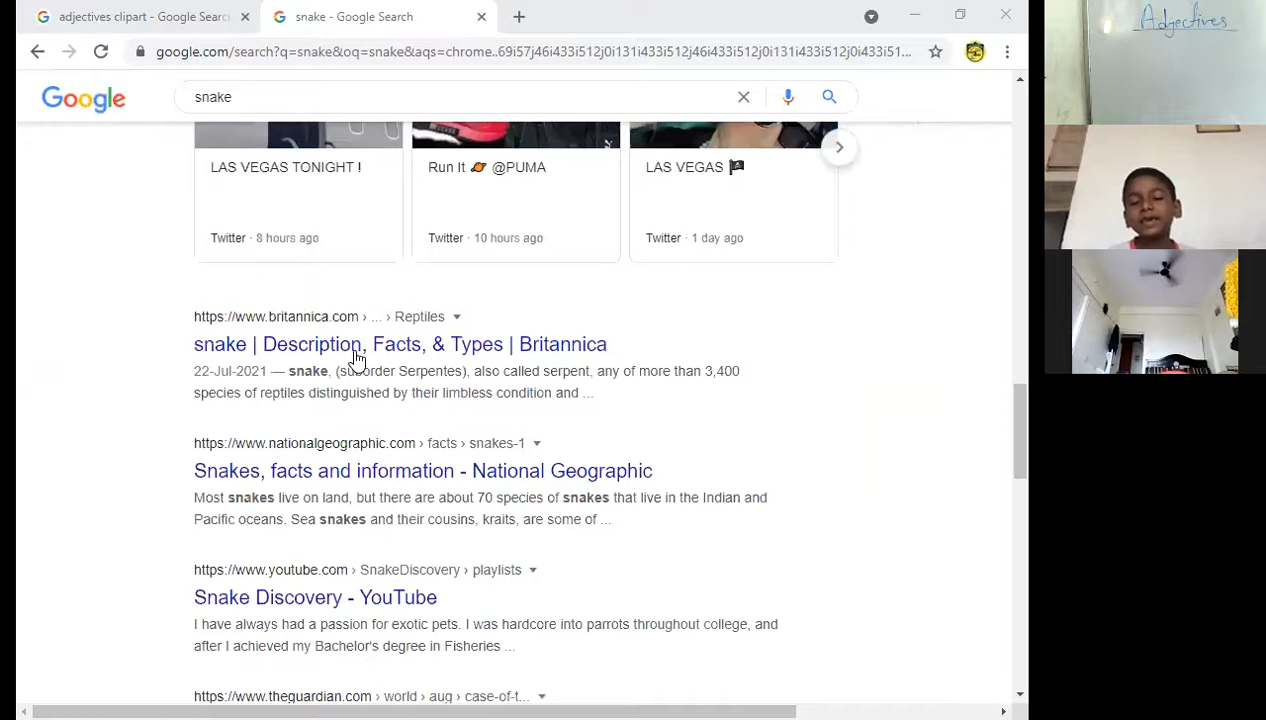 adjectives clipart - Google Searc
snake - Google Search
google.com/search?q=snake&oq=snake&aqs=chrome..69i57j46i433i512j0i131i433i512j46i433i512j0i131i433i512j0i433i51...
Google
snake
LAS VEGAS TONIGHT !
Twitter · 8 hours ago
Run It 🪐 @PUMA
Twitter · 10 hours ago
LAS VEGAS 🏴‍☠️
Twitter · 1 day ago
https://www.britannica.com › ... › Reptiles
snake | Description, Facts, & Types | Britannica
22-Jul-2021 — snake, (suborder Serpentes), also called serpent, any of more than 3,400
species of reptiles distinguished by their limbless condition and ...
https://www.nationalgeographic.com › facts › snakes-1
Snakes, facts and information - National Geographic
Most snakes live on land, but there are about 70 species of snakes that live in the Indian and
Pacific oceans. Sea snakes and their cousins, kraits, are some of ...
https://www.youtube.com › SnakeDiscovery › playlists
Snake Discovery - YouTube
I have always had a passion for exotic pets. I was hardcore into parrots throughout college, and
after I achieved my Bachelor's degree in Fisheries ...
https://www.theguardian.com › world › aug › case-of-t...
Adjectives